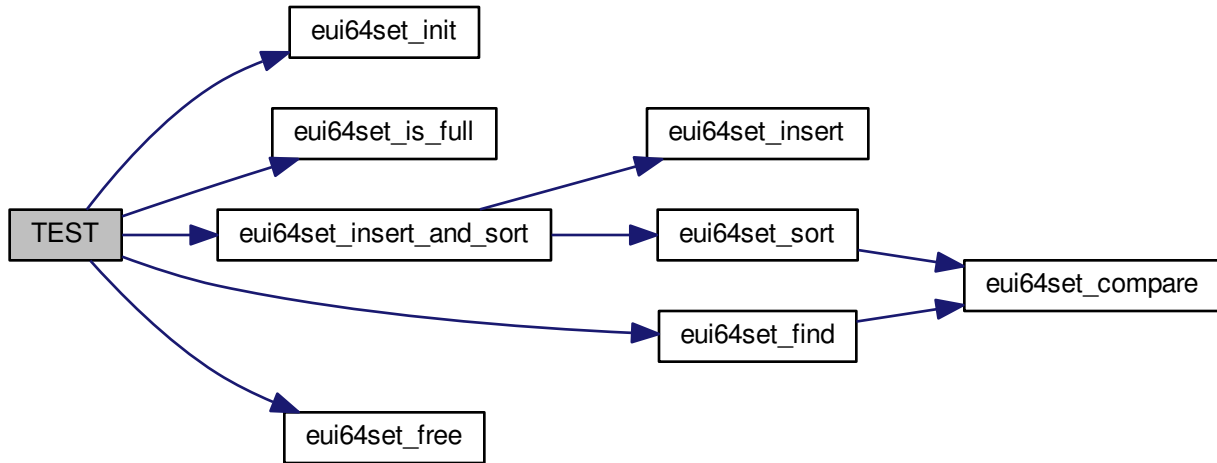 eui64set_init
eui64set_is_full
eui64set_insert
TEST
eui64set_insert_and_sort
eui64set_sort
eui64set_compare
eui64set_find
eui64set_free